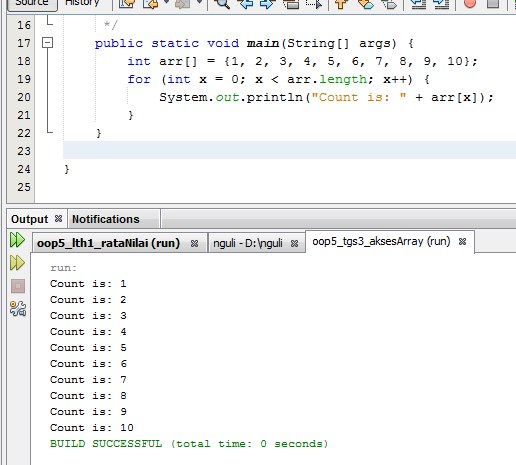 Source History
16 */
17 public static void main(String[] args) {
18 int arr[] = {1, 2, 3, 4, 5, 6, 7, 8, 9, 10};
19 for (int x = 0; x < arr.length; x++) {
20 System.out.println("Count is: " + arr[x]);
21 }
22 }
23
24 }
25
Output Notifications
oop5_lth1_rataNilai (run) nguli - D:\nguli oop5_tgs3_aksesArray (run)
run:
Count is: 1
Count is: 2
Count is: 3
Count is: 4
Count is: 5
Count is: 6
Count is: 7
Count is: 8
Count is: 9
Count is: 10
BUILD SUCCESSFUL (total time: 0 seconds)